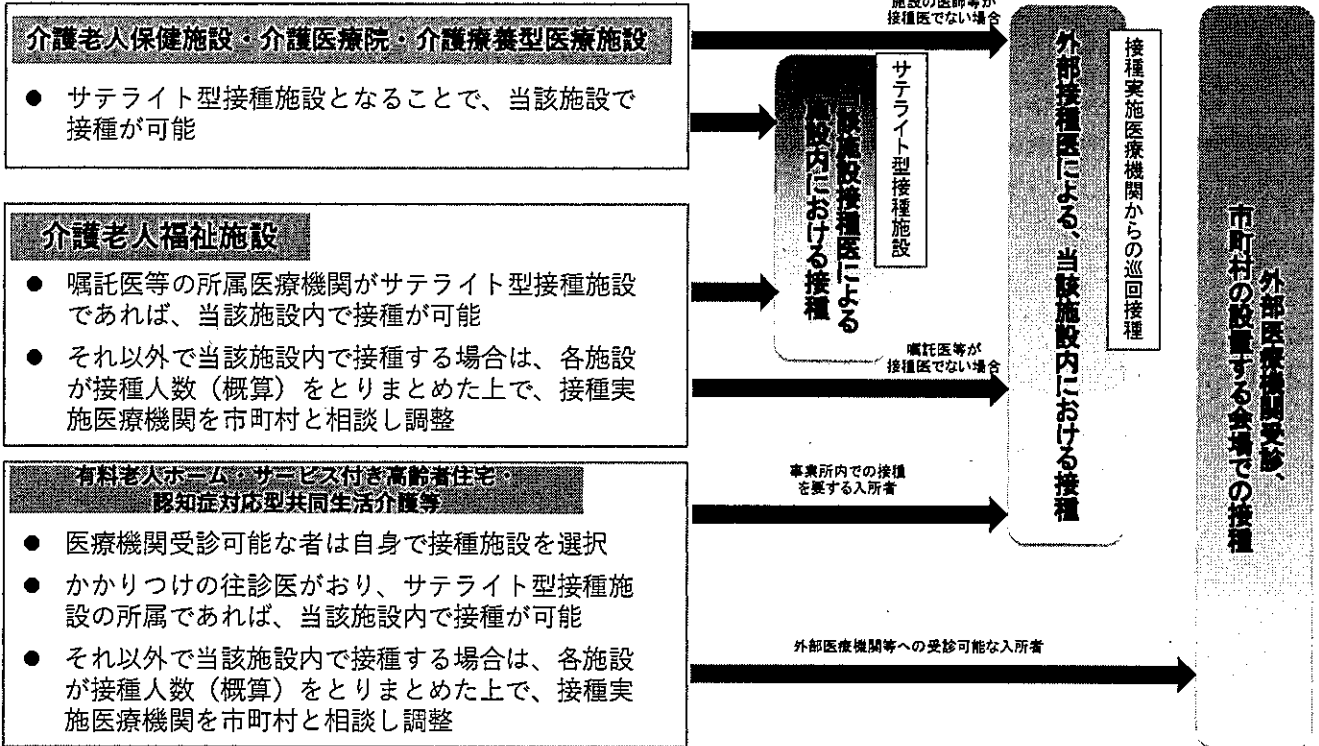 介護老人保健施設・介護医療院・介護療養型医療施設
● サテライト型接種施設となることで、当該施設で
接種が可能
介護老人福祉施設
● 嘱託医等の所属医療機関がサテライト型接種施設
であれば、当該施設内で接種が可能
● それ以外で当該施設内で接種する場合は、各施設
が接種人数（概算）をとりまとめた上で、接種実
施医療機関を市町村と相談し調整
有料老人ホーム・サービス付き高齢者住宅・
認知症対応型共同生活介護等
● 医療機関受診可能な者は自身で接種施設を選択
● かかりつけの往診医がおり、サテライト型接種施
設の所属であれば、当該施設内で接種が可能
● それ以外で当該施設内で接種する場合は、各施設
が接種人数（概算）をとりまとめた上で、接種実
施医療機関を市町村と相談し調整
施設の医師等が
接種医でない場合
嘱託医等が
接種医でない場合
事業所内での接種
を要する入所者
外部医療機関等への受診可能な入所者
サテライト型接種施設
該施設接種医による
施設内における接種
接種実施医療機関からの巡回接種
外部接種医による、当該施設内における接種
外部医療機関受診、
市町村の設置する会場での接種